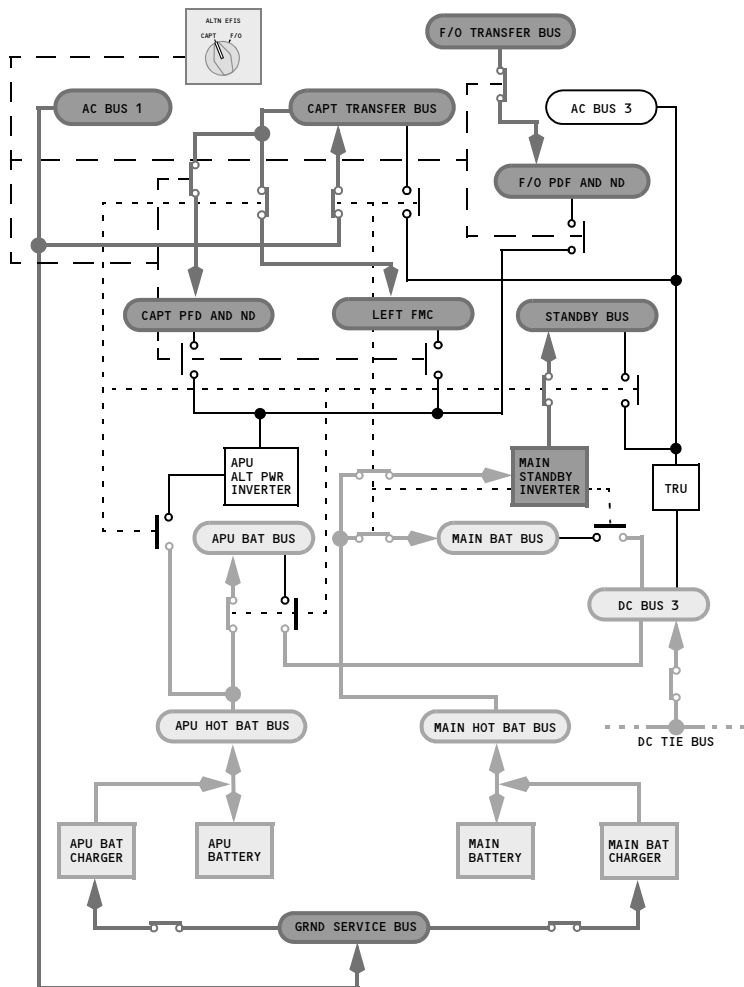 ALTN EFIS
CAPT F/O
F/O TRANSFER BUS
AC BUS 1
CAPT TRANSFER BUS
AC BUS 3
F/O PDF AND ND
CAPT PFD AND ND
LEFT FMC
STANDBY BUS
APU
ALT PWR
INVERTER
MAIN
STANDBY
INVERTER
TRU
APU BAT BUS
MAIN BAT BUS
DC BUS 3
APU HOT BAT BUS
MAIN HOT BAT BUS
DC TIE BUS
APU BAT
CHARGER
APU
BATTERY
MAIN
BATTERY
MAIN BAT
CHARGER
GRND SERVICE BUS